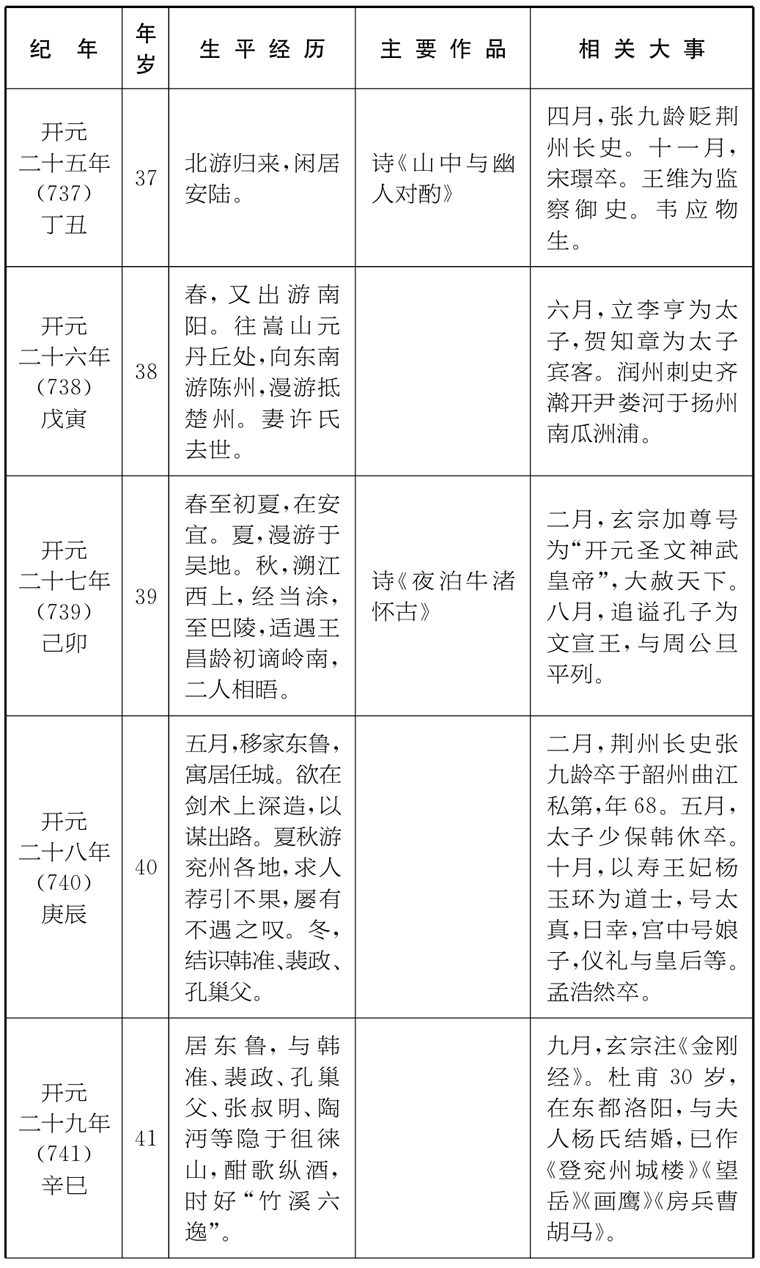 纪年
年岁
生平经历
主要作品
相关大事
开元
二十五年
（737）
丁丑
37
北游归来，闲居
安陆。
诗《山中与幽
人对酌》
四月，张九龄贬荆
州长史。十一月，
宋璟卒。王维为监
察御史。韦应物
生。
开元
二十六年
（738）
戊寅
38
春，又出游南
阳。往嵩山元
丹丘处，向东南
游陈州，漫游抵
楚州。妻许氏
去世。
六月，立李亨为太
子，贺知章为太子
宾客。润州刺史齐
瀚开尹娄河于扬州
南瓜洲浦。
开元
二十七年
（739）
己卯
39
春至初夏，在安
宜。夏，漫游于
吴地。秋，溯江
西上，经当涂，
至巴陵，适遇王
昌龄初谪岭南，
二人相晤。
诗《夜泊牛渚
怀古》
二月，玄宗加尊号
为“开元圣文神武
皇帝”，大赦天下。
八月，追谥孔子为
文宣王，与周公旦
平列。
开元
二十八年
（740）
庚辰
40
五月，移家东鲁，
寓居任城。欲在
剑术上深造，以
谋出路。夏秋游
兖州各地，求人
荐引不果，屡有
不遇之叹。冬，
结识韩准、裴政、
孔巢父。
二月，荆州长史张
九龄卒于韶州曲江
私第，年68。五月，
太子少保韩休卒。
十月，以寿王妃杨
玉环为道士，号太
真，日幸，宫中号娘
子，仪礼与皇后等。
孟浩然卒。
开元
二十九年
（741）
辛巳
41
居东鲁，与韩
准、裴政、孔巢
父、张叔明、陶
沔等隐于徂徕
山，酣歌纵酒，
时好“竹溪六
逸”。
九月，玄宗注《金刚
经》。杜甫30岁，
在东都洛阳，与夫
人杨氏结婚，已作
《登兖州城楼》《望
岳》《画鹰》《房兵曹
胡马》。